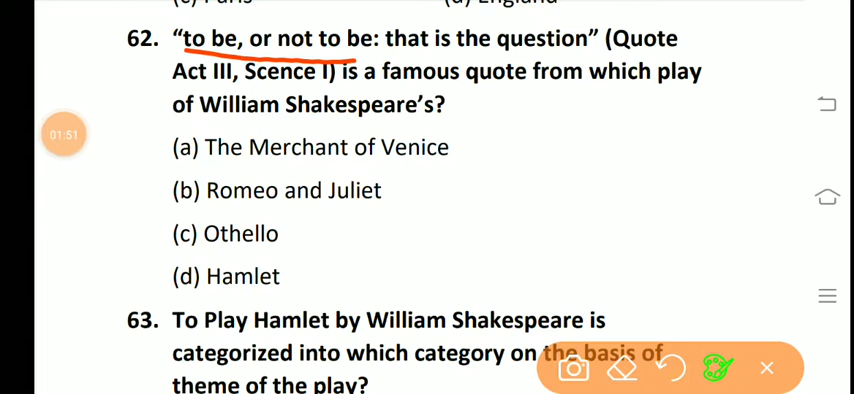 62. “to be, or not to be: that is the question” (Quote
Act III, Scence I) is a famous quote from which play
of William Shakespeare’s?
01:51
(a) The Merchant of Venice
(b) Romeo and Juliet
(c) Othello
(d) Hamlet
63. To Play Hamlet by William Shakespeare is
categorized into which category on the basis of
theme of the play?